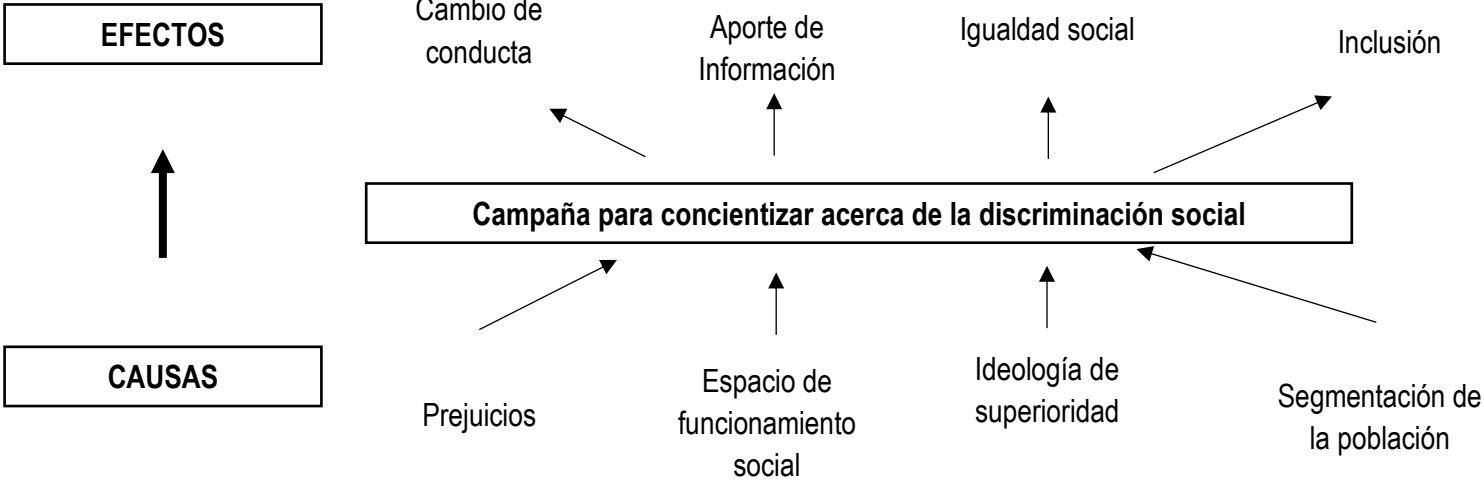 Cambio de
conducta
EFECTOS
Aporte de
Información
Igualdad social
Inclusión
Campaña para concientizar acerca de la discriminación social
CAUSAS
Prejuicios
Espacio de
funcionamiento
social
Ideología de
superioridad
Segmentación de
la población